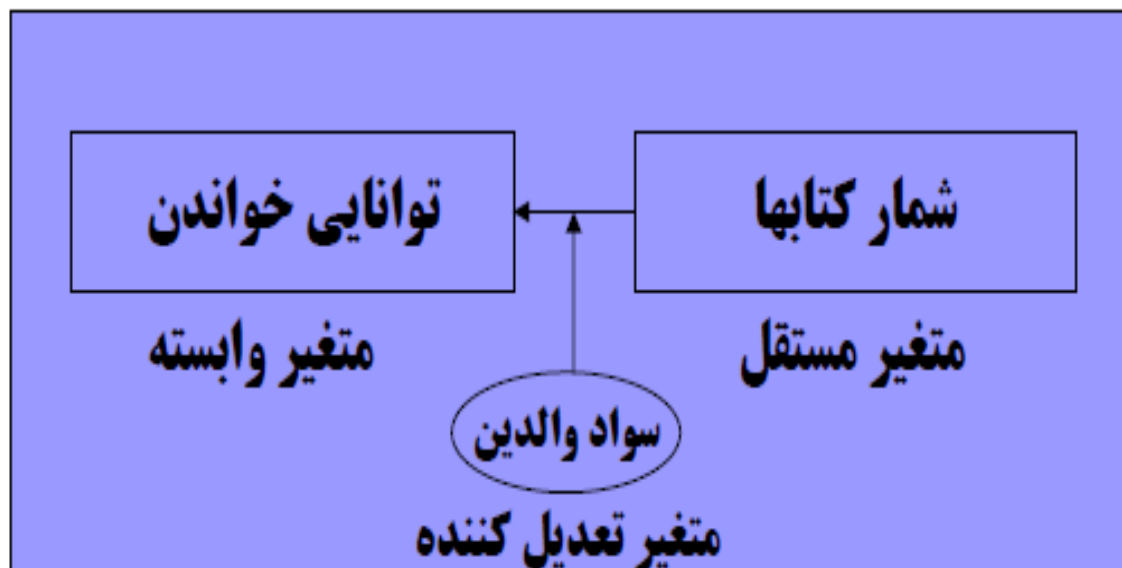 شمار کتابها
توانایی خواندن
متغیر مستقل
متغیر وابسته
سواد والدین
متغیر تعدیل کننده